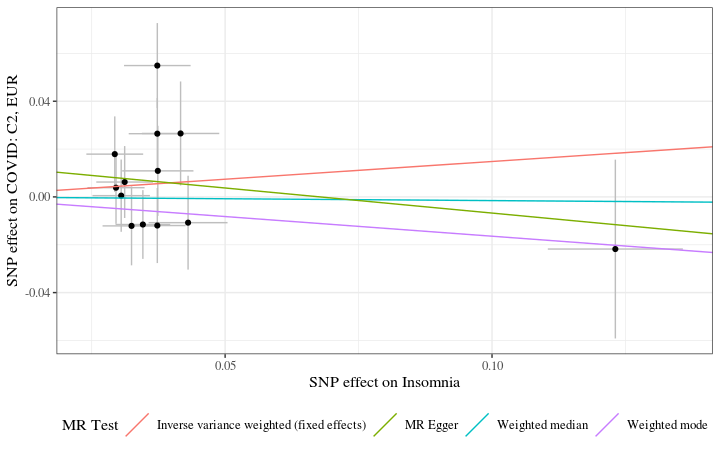 SNP effect on COVID: C2, EUR
0.04
0.00
-0.04
0.05
0.10
SNP effect on Insomnia
MR Test
Inverse variance weighted (fixed effects)
MR Egger
Weighted median
Weighted mode